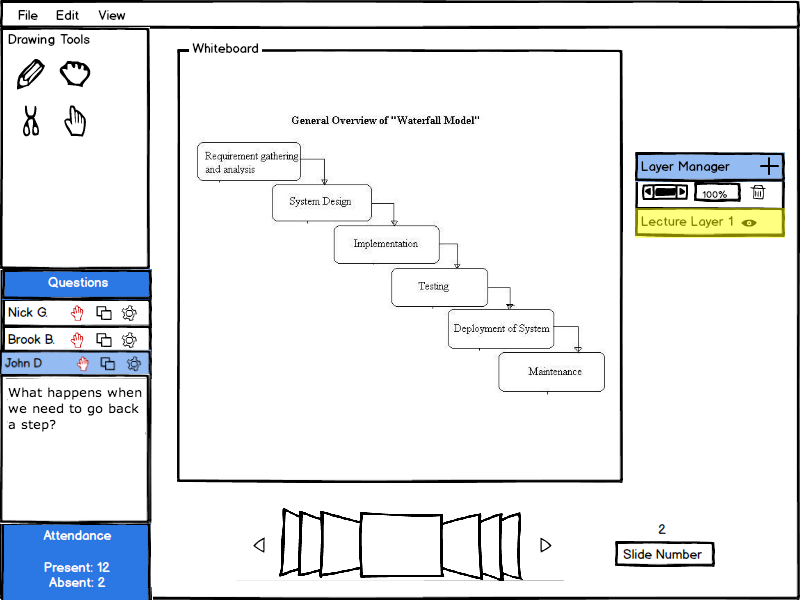 File Edit View
Drawing Tools
Whiteboard
General Overview of "Waterfall Model"
Requirement gathering
and analysis
System Design
Implementation
Testing
Deployment of System
Maintenance
Layer Manager
100%
Lecture Layer 1
Questions
Nick G.
Brook B.
John D
What happens when
we need to go back
a step?
Attendance
Present: 12
Absent: 2
2
Slide Number